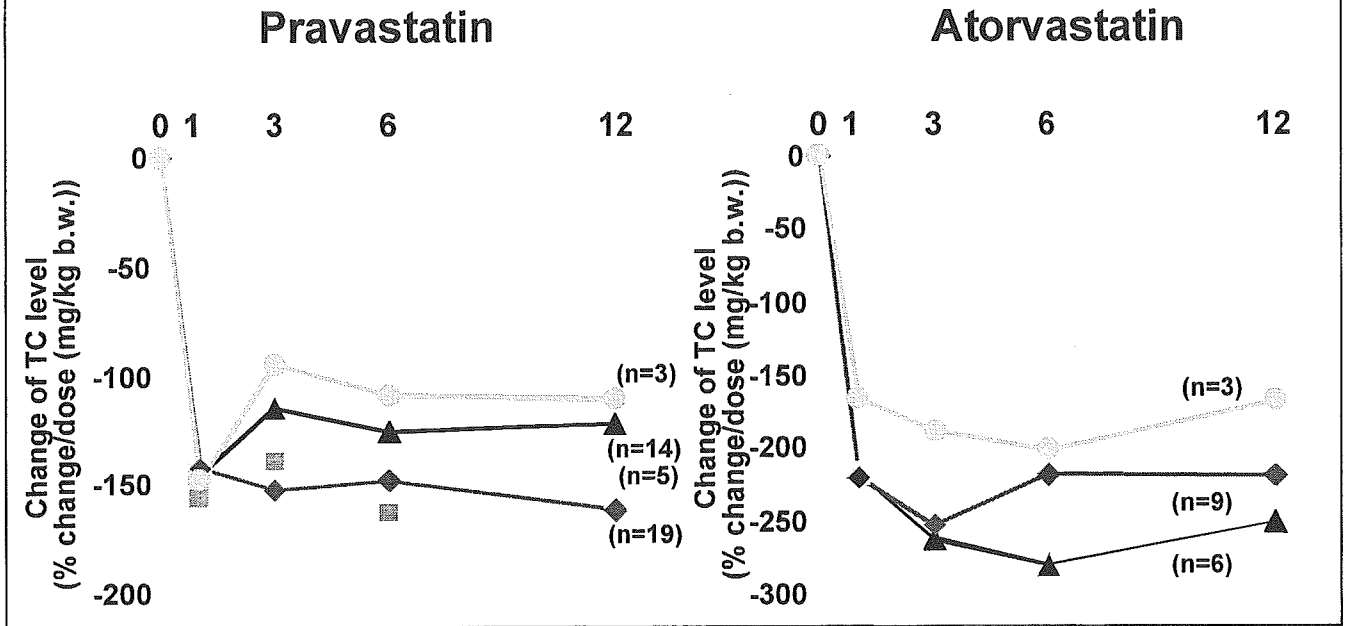 Pravastatin
0 1 3 6 12
0
-50
-100
-150
-200
Change of TC level
(% change/dose (mg/kg b.w.))
(n=3)
(n=14)
(n=5)
(n=19)
Atorvastatin
0 1 3 6 12
0
-50
-100
-150
-200
-250
-300
Change of TC level
(% change/dose (mg/kg b.w.))
(n=3)
(n=9)
(n=6)